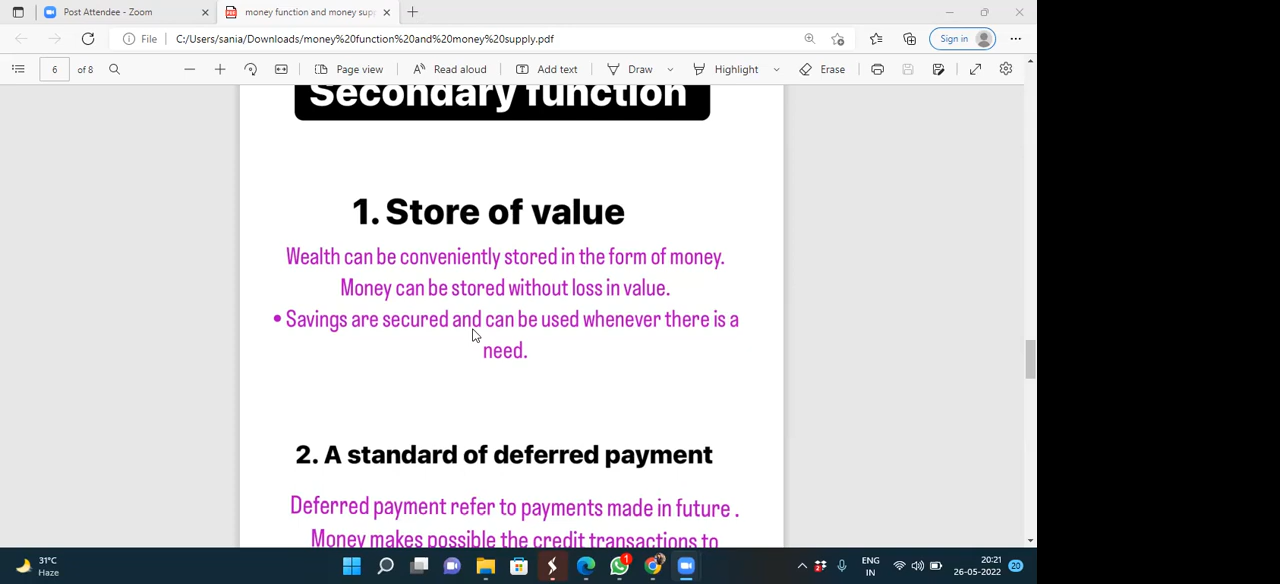 Post Attendee - Zoom
money function and money supp
File
C:/Users/sania/Downloads/money%20function%20and%20money%20supply.pdf
Sign in
6 of 8
Page view
Read aloud
Add text
Draw
Highlight
Erase
Secondary function
1. Store of value
Wealth can be conveniently stored in the form of money.
Money can be stored without loss in value.
• Savings are secured and can be used whenever there is a
need.
2. A standard of deferred payment
Deferred payment refer to payments made in future .
Money makes possible the credit transactions to
31°C
Haze
1
ENG
IN
20:21
26-05-2022
20